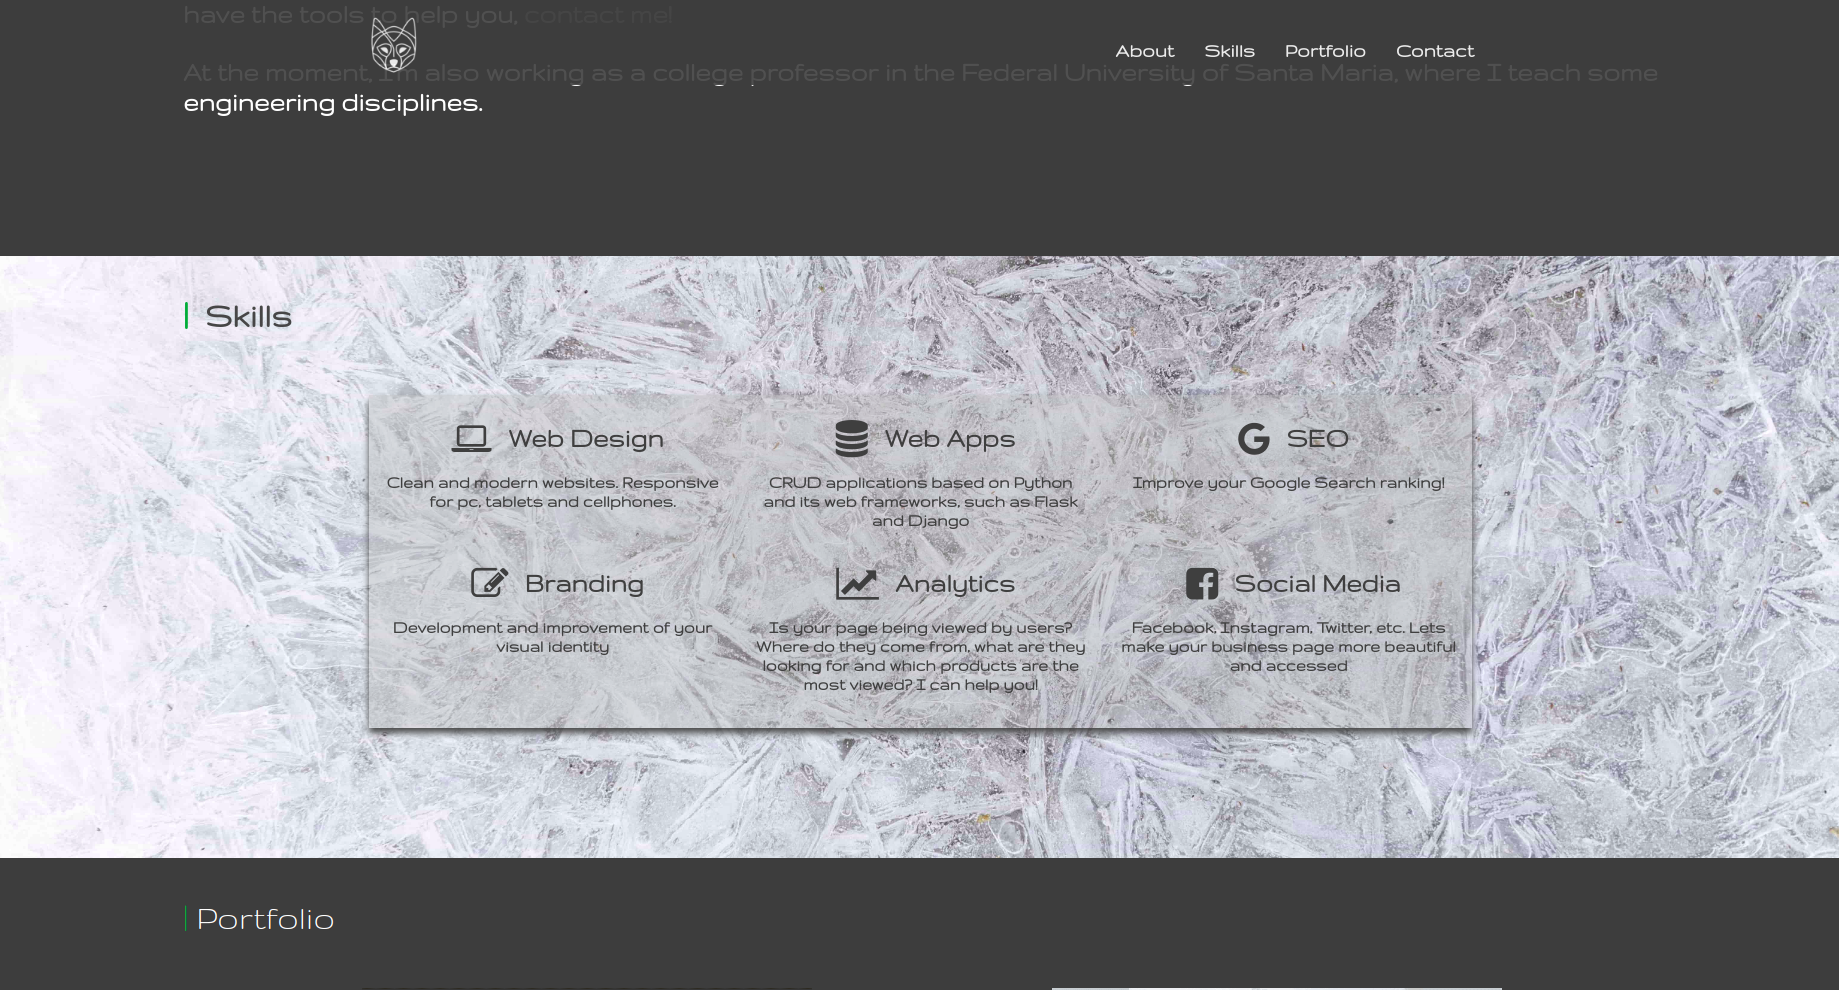 have the tools to help you, contact me!
About Skills Portfolio Contact
At the moment, I'm also working as a college professor in the Federal University of Santa Maria, where I teach some
engineering disciplines.
Skills
Web Design
Clean and modern websites. Responsive
for pc, tablets and cellphones.
Web Apps
CRUD applications based on Python
and its web frameworks, such as Flask
and Django
SEO
Improve your Google Search ranking!
Branding
Development and improvement of your
visual identity
Analytics
Is your page being viewed by users?
Where do they come from, what are they
looking for and which products are the
most viewed? I can help you!
Social Media
Facebook, Instagram, Twitter, etc. Lets
make your business page more beautiful
and accessed
Portfolio